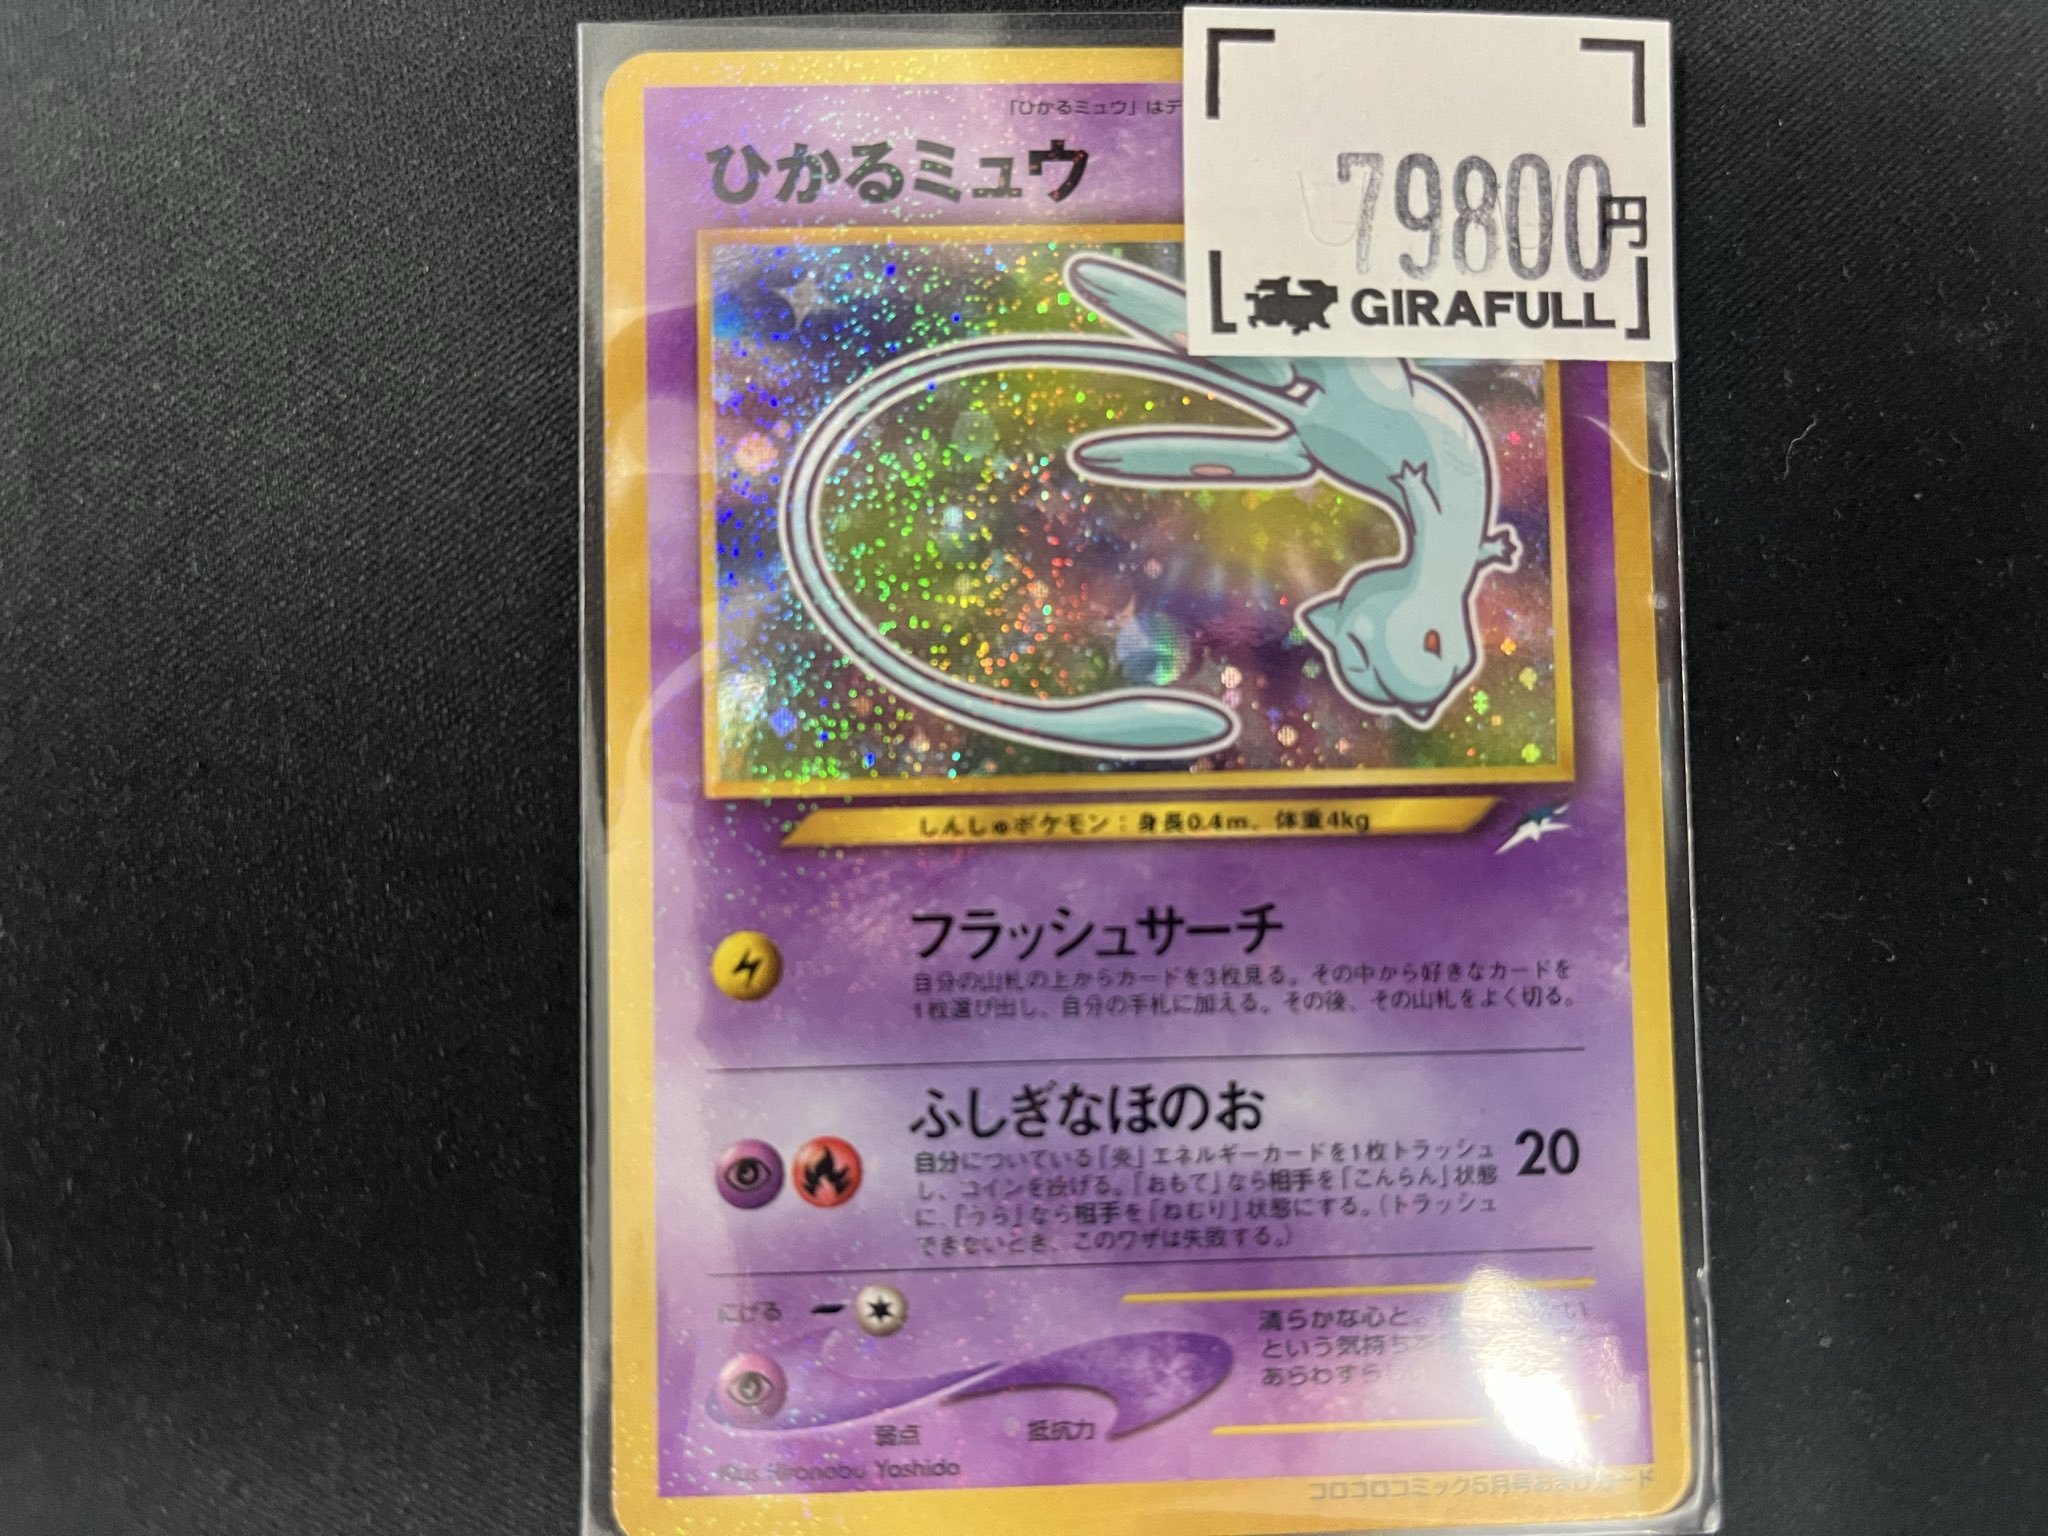 「ひかるミュウ」はデ
ひかるミュウ
79800円
GIRAFULL
しんしゅポケモン：身長0.4m、体重4kg
フラッシュサーチ
自分の山札の上からカードを3枚見る。その中から好きなカードを
1枚選び出し、自分の手札に加える。その後、その山札をよく切る。
ふしぎなほのお
20
自分についている「炎」エネルギーカードを1枚トラッシュ
し、コインを投げる。「おもて」なら相手を「こんらん」状態
に、「うら」なら相手を「ねむり」状態にする。（トラッシュ
できないとき、このワザは失敗する。）
にげる
清らかな心と
い
という気持ち
あらわすらしい
弱点
抵抗力
Illus. Hironobu Yoshida
コロコロコミック5月号おまけカード